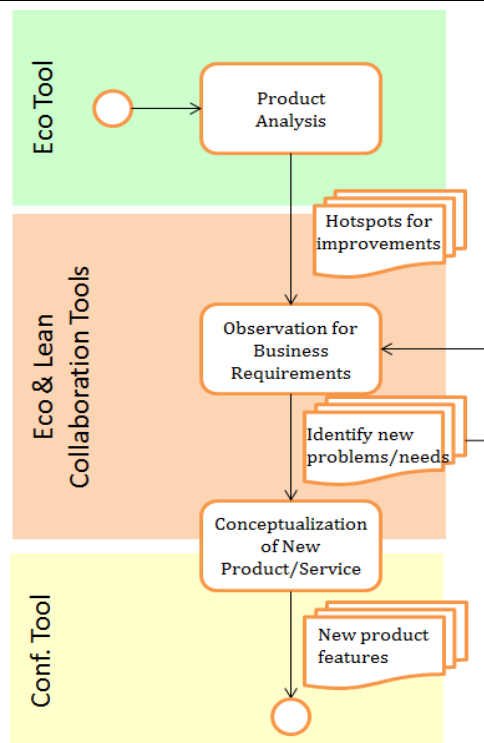 Eco Tool
Product
Analysis
Hotspots for
improvements
Eco & Lean
Collaboration Tools
Observation for
Business
Requirements
Identify new
problems/needs
Conceptualization
of New
Product/Service
Conf. Tool
New product
features